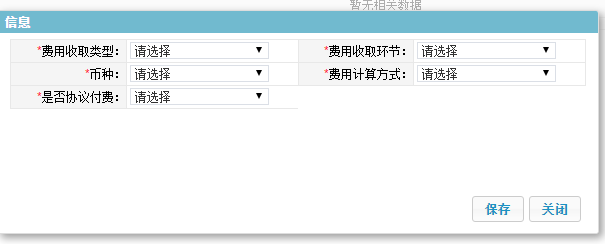 暂无相关数据
信息
*费用收取类型： 请选择 ▼ *费用收取环节： 请选择 ▼
*币种： 请选择 ▼ *费用计算方式： 请选择 ▼
*是否协议付费： 请选择 ▼
保存 关闭